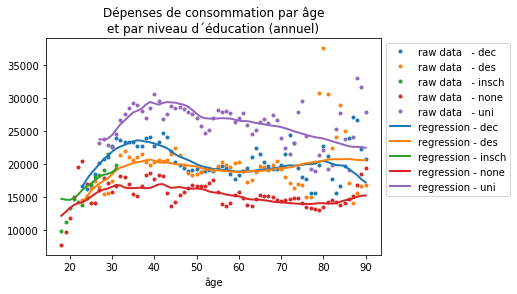 Dépenses de consommation par âge
et par niveau d´éducation (annuel)
35000
30000
25000
20000
15000
10000
20 30 40 50 60 70 80 90
âge
raw data - dec
raw data - des
raw data - insch
raw data - none
raw data - uni
regression - dec
regression - des
regression - insch
regression - none
regression - uni